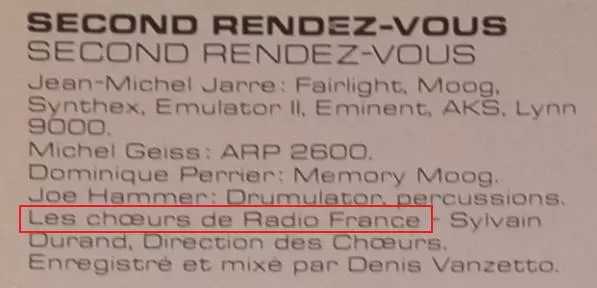 SECOND RENDEZ-VOUS
SECOND RENDEZ-VOUS
Jean-Michel Jarre: Fairlight, Moog,
Synthex, Emulator II, Eminent, AKS, Lynn
9000.
Michel Geiss: ARP 2600.
Dominique Perrier: Memory Moog.
Joe Hammer: Drumulator, percussions.
Les chœurs de Radio France - Sylvain
Durand, Direction des Chœurs.
Enregistré et mixé par Denis Vanzetto.